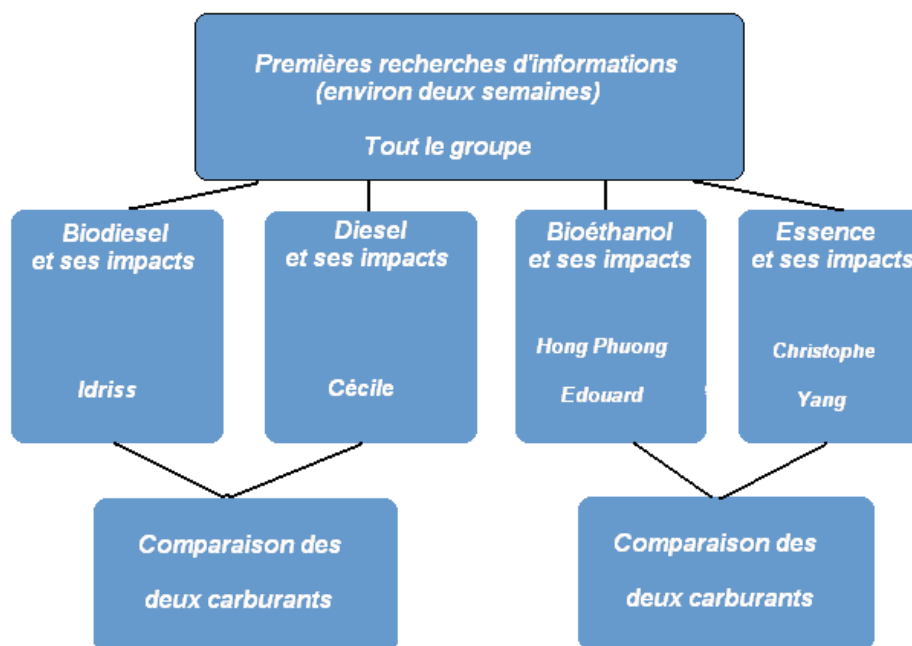 Premières recherches d'informations
(environ deux semaines)
Tout le groupe
Biodiesel
et ses impacts
Idriss
Diesel
et ses impacts
Cécile
Bioéthanol
et ses impacts
Hong Phuong
Edouard
Essence
et ses impacts
Christophe
Yang
Comparaison des
deux carburants
Comparaison des
deux carburants